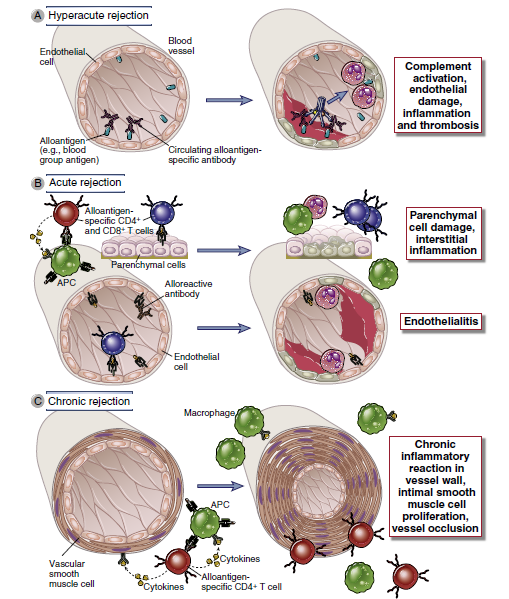 A Hyperacute rejection
Endothelial
cell
Blood
vessel
Alloantigen
(e.g., blood
group antigen)
Circulating alloantigen-
specific antibody
Complement
activation,
endothelial
damage,
inflammation
and thrombosis
B Acute rejection
Alloantigen-
specific CD4+
and CD8+ T cells
APC
Parenchymal cells
Parenchymal
cell damage,
interstitial
inflammation
Alloreactive
antibody
Endothelial
cell
Endothelialitis
C Chronic rejection
Macrophage
APC
Vascular
smooth
muscle cell
Cytokines
Cytokines
Alloantigen-
specific CD4+ T cell
Chronic
inflammatory
reaction in
vessel wall,
intimal smooth
muscle cell
proliferation,
vessel occlusion